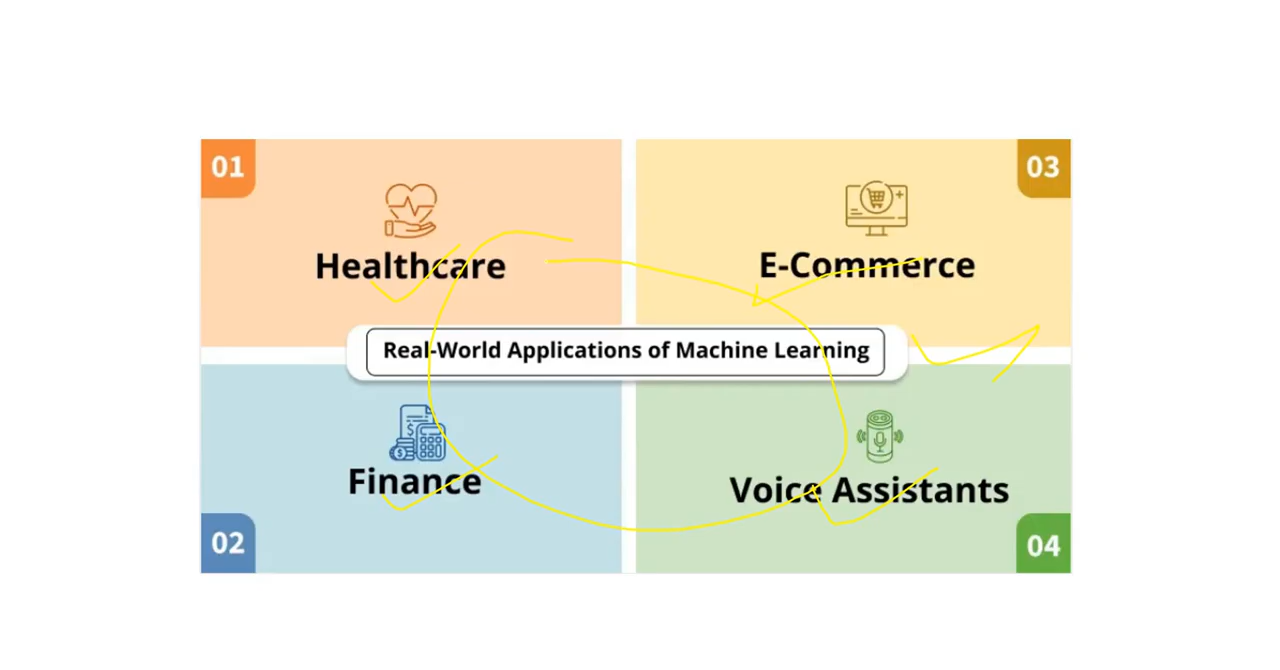 01
Healthcare
03
E-Commerce
Real-World Applications of Machine Learning
Finance
02
Voice Assistants
04